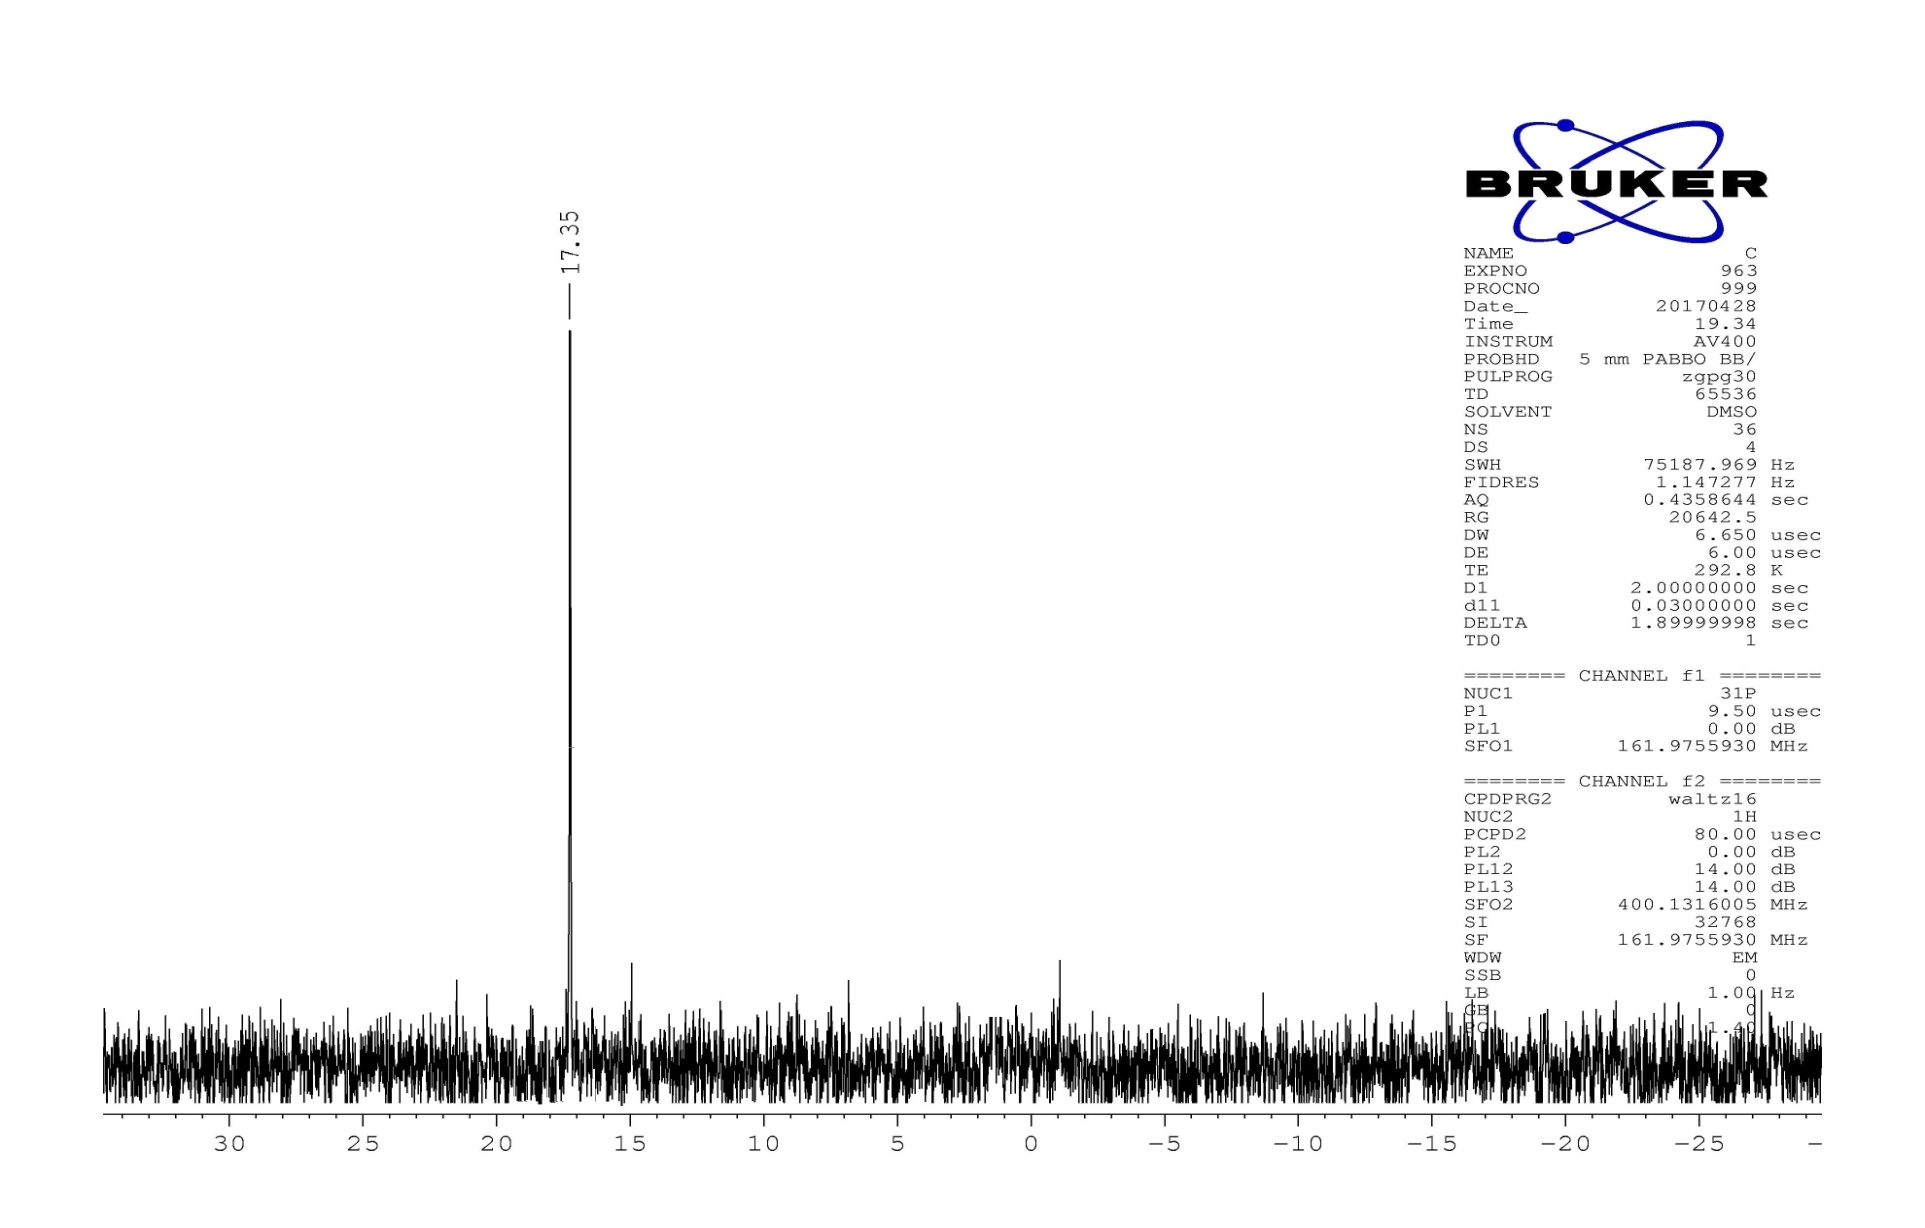 BRUKER
17.35
NAME C
EXPNO 963
PROCNO 999
Date_ 20170428
Time 19.34
INSTRUM AV400
PROBHD 5 mm PABBO BB/
PULPROG zgpg30
TD 65536
SOLVENT DMSO
NS 36
DS 4
SWH 75187.969 Hz
FIDRES 1.147277 Hz
AQ 0.4358644 sec
RG 20642.5
DW 6.650 usec
DE 6.00 usec
TE 292.8 K
D1 2.00000000 sec
d11 0.03000000 sec
DELTA 1.89999998 sec
TD0 1
======== CHANNEL f1 ========
NUC1 31P
P1 9.50 usec
PL1 0.00 dB
SFO1 161.9755930 MHz
======== CHANNEL f2 ========
CPDPRG2 waltz16
NUC2 1H
PCPD2 80.00 usec
PL2 0.00 dB
PL12 14.00 dB
PL13 14.00 dB
SFO2 400.1316005 MHz
SI 32768
SF 161.9755930 MHz
WDW EM
SSB 0
LB 1.00 Hz
GB 0
PC 1.40
30 25 20 15 10 5 0 -5 -10 -15 -20 -25 -